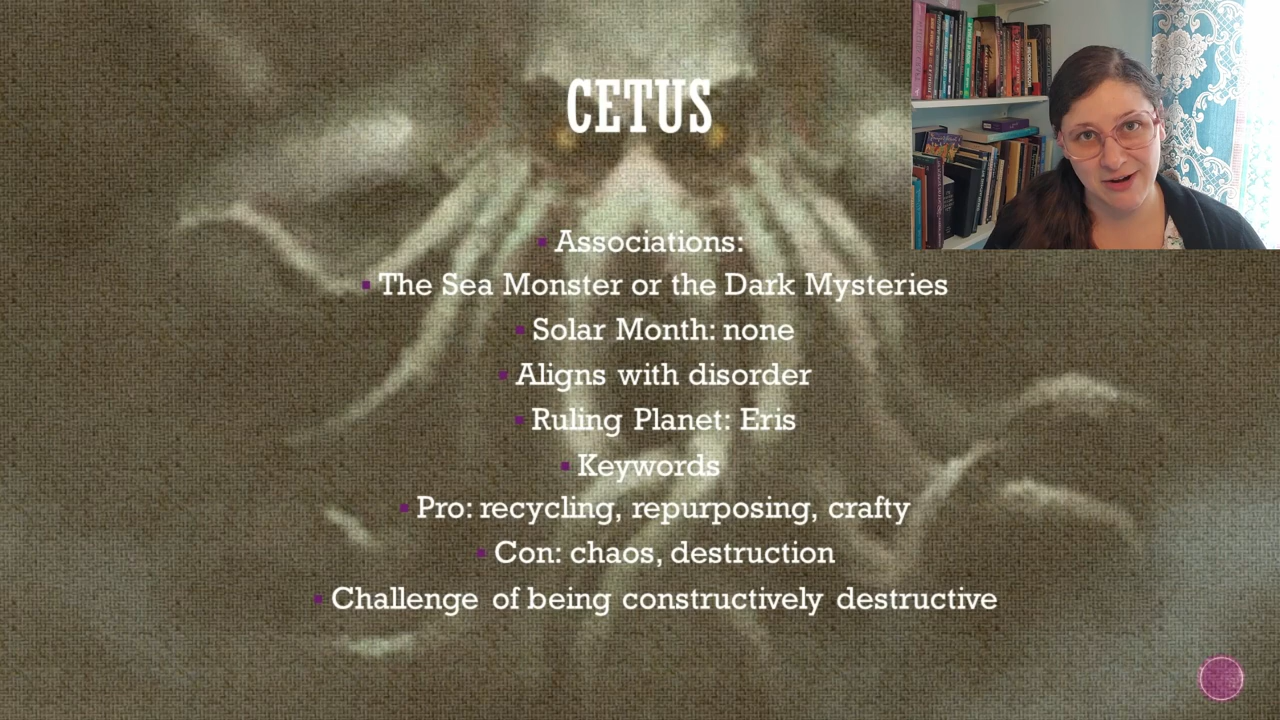 CETUS
Associations:
The Sea Monster or the Dark Mysteries
Solar Month: none
Aligns with disorder
Ruling Planet: Eris
Keywords
Pro: recycling, repurposing, crafty
Con: chaos, destruction
Challenge of being constructively destructive